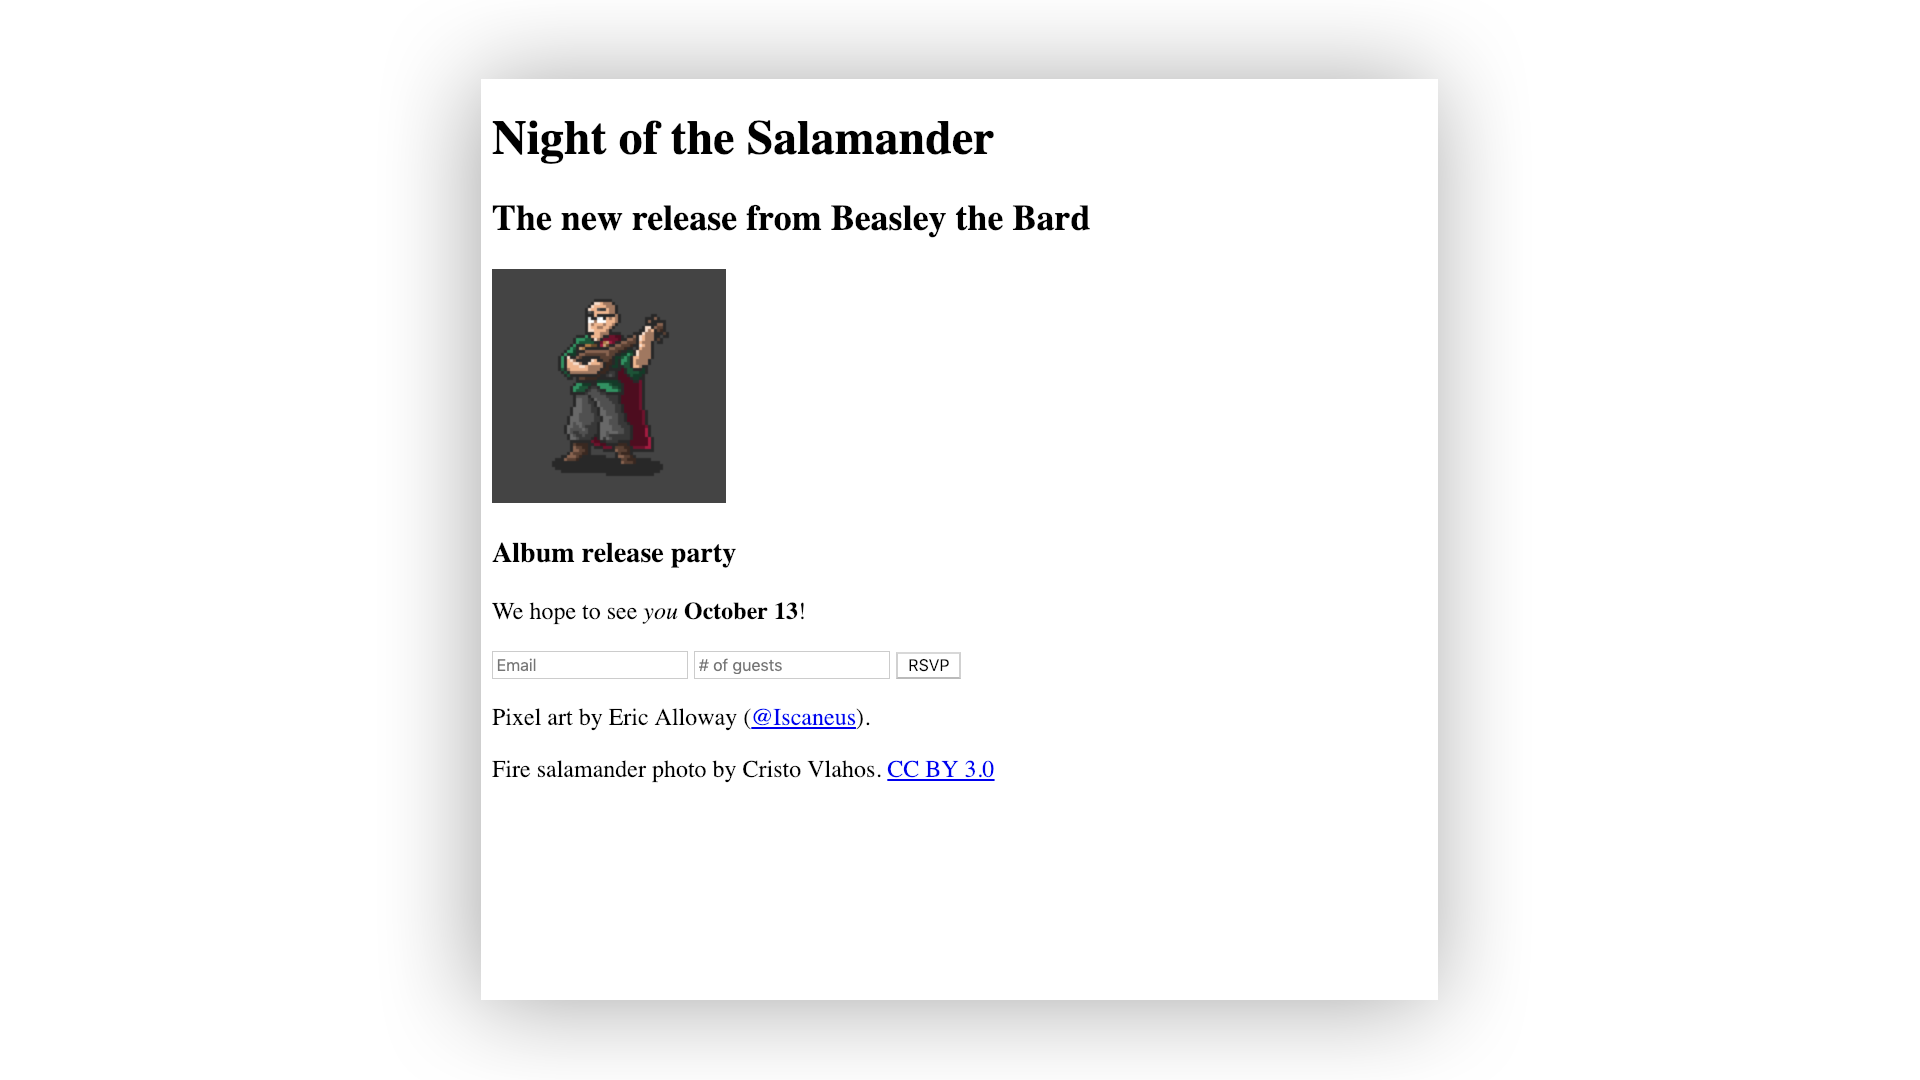 Night of the Salamander
The new release from Beasley the Bard
Album release party
We hope to see you October 13!
Email # of guests RSVP
Pixel art by Eric Alloway (@Iscaneus).
Fire salamander photo by Cristo Vlahos. CC BY 3.0